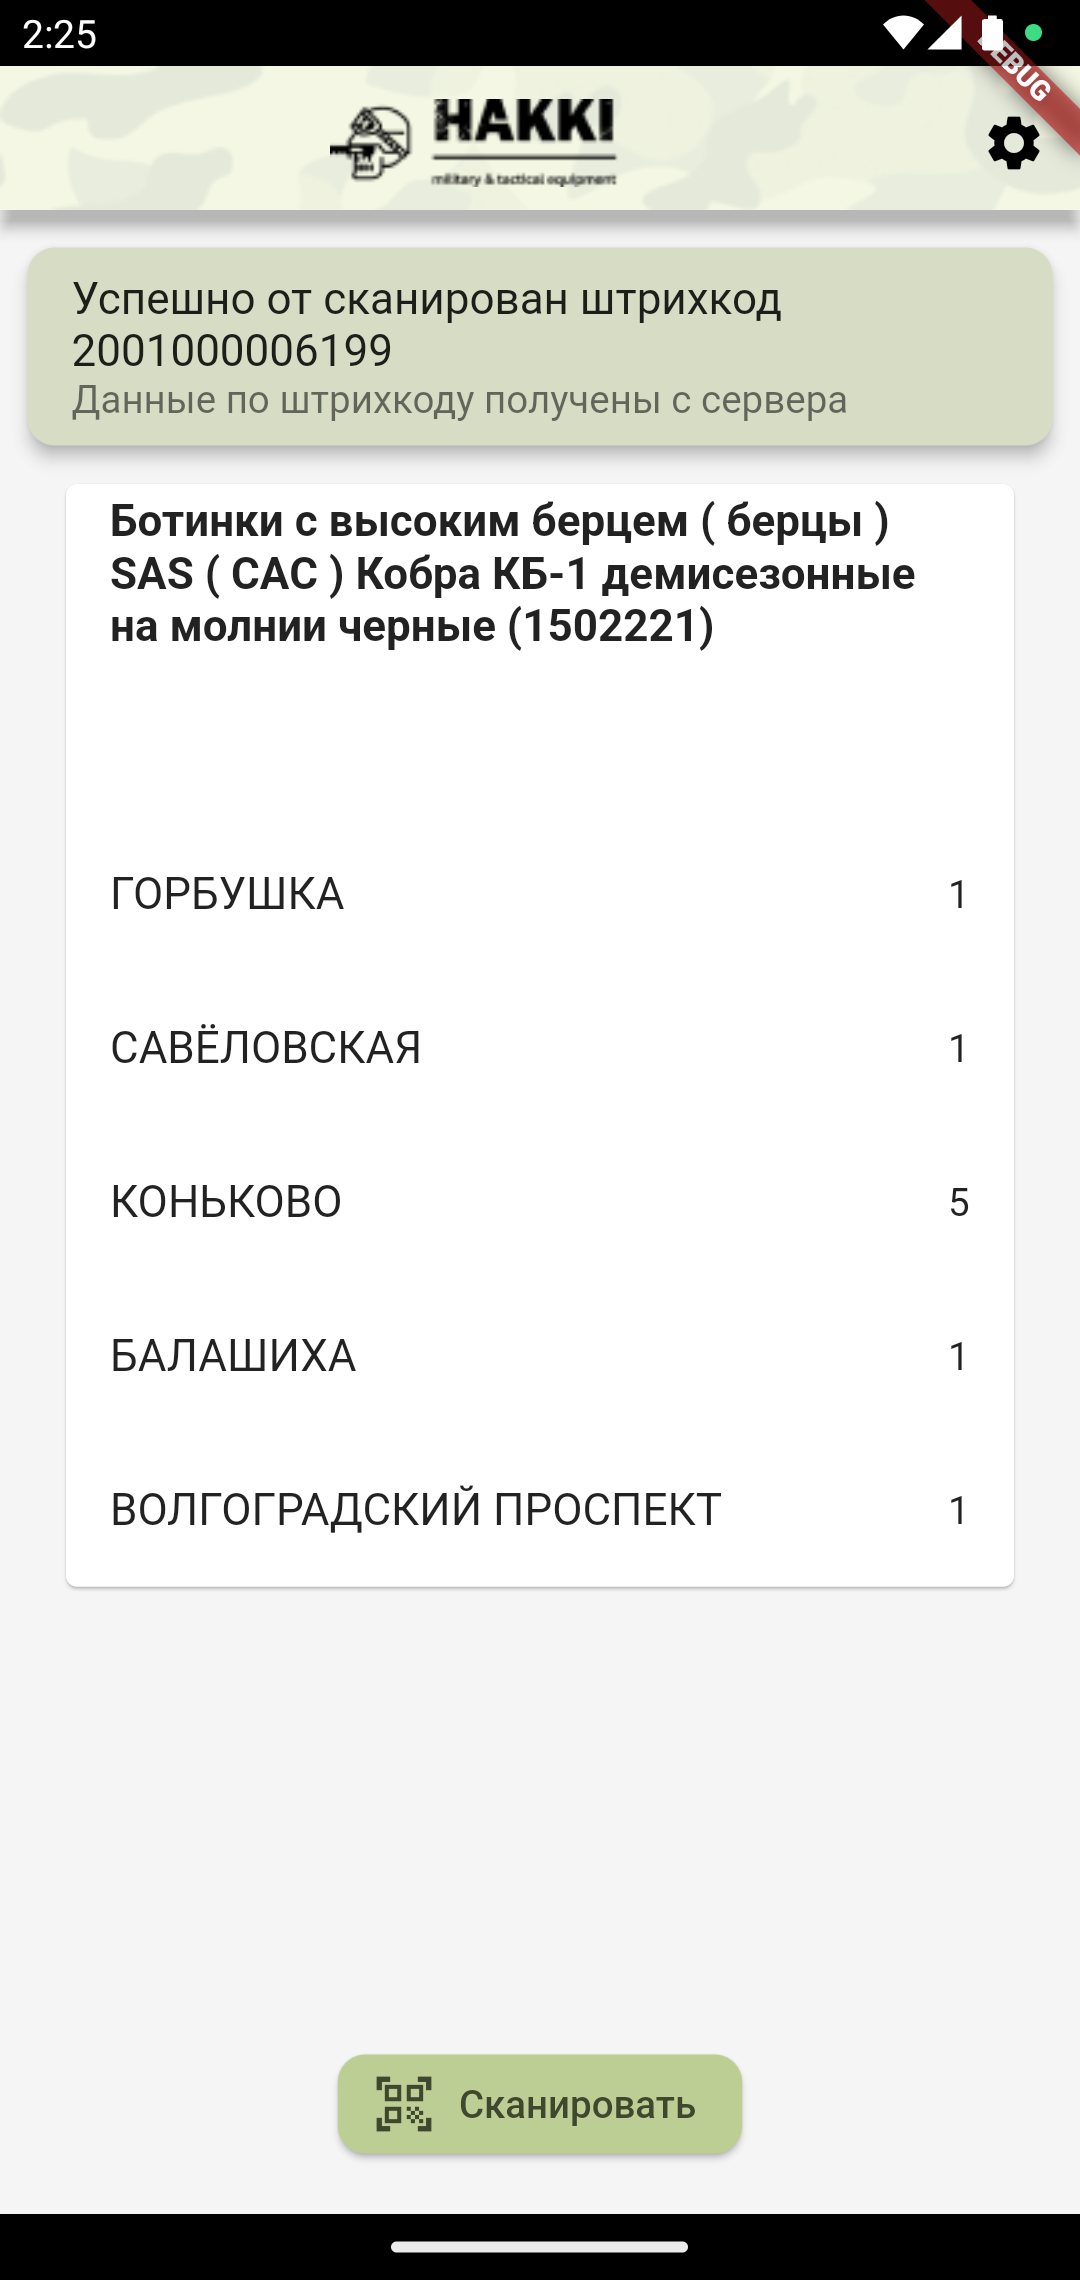 2:25
DEBUG
HAKKI
military & tactical equipment
Успешно от сканирован штрихкод
2001000006199
Данные по штрихкоду получены с сервера
Ботинки с высоким берцем ( берцы )
SAS ( САС ) Кобра КБ-1 демисезонные
на молнии черные (1502221)
ГОРБУШКА 1
САВЁЛОВСКАЯ 1
КОНЬКОВО 5
БАЛАШИХА 1
ВОЛГОГРАДСКИЙ ПРОСПЕКТ 1
Сканировать